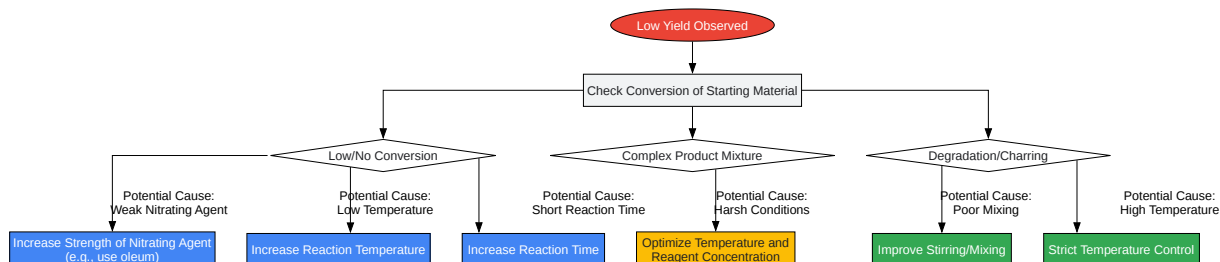 Low Yield Observed
Check Conversion of Starting Material
Low/No Conversion
Complex Product Mixture
Degradation/Charring
Potential Cause:
Weak Nitrating Agent
Potential Cause:
Low Temperature
Potential Cause:
Short Reaction Time
Potential Cause:
Harsh Conditions
Potential Cause:
Poor Mixing
Potential Cause:
High Temperature
Increase Strength of Nitrating Agent
(e.g., use oleum)
Increase Reaction Temperature
Increase Reaction Time
Optimize Temperature and
Reagent Concentration
Improve Stirring/Mixing
Strict Temperature Control